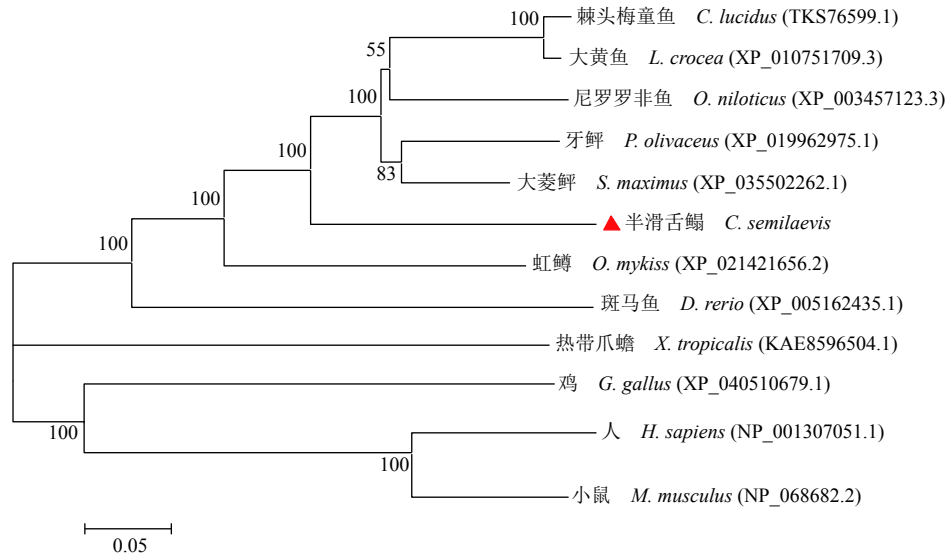 100 棘头梅童鱼 C. lucidus (TKS76599.1)
55
大黄鱼 L. crocea (XP_010751709.3)
100 尼罗罗非鱼 O. niloticus (XP_003457123.3)
牙鲆 P. olivaceus (XP_019962975.1)
100
83
大菱鲆 S. maximus (XP_035502262.1)
100
半滑舌鳎 C. semilaevis
100
虹鳟 O. mykiss (XP_021421656.2)
斑马鱼 D. rerio (XP_005162435.1)
热带爪蟾 X. tropicalis (KAE8596504.1)
鸡 G. gallus (XP_040510679.1)
100 人 H. sapiens (NP_001307051.1)
100
小鼠 M. musculus (NP_068682.2)
0.05